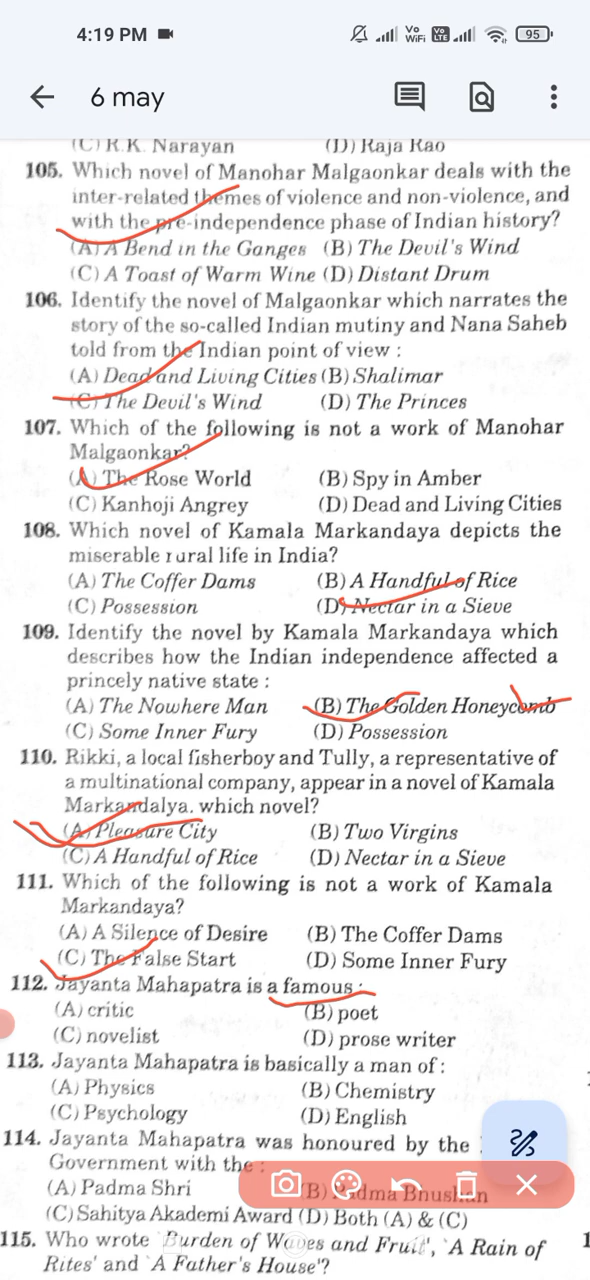 4:19 PM
Vo WiFi Vo LTE 95
6 may
(C) R.K. Narayan (D) Raja Rao
105. Which novel of Manohar Malgaonkar deals with the
inter-related themes of violence and non-violence, and
with the pre-independence phase of Indian history?
(A) A Bend in the Ganges (B) The Devil's Wind
(C) A Toast of Warm Wine (D) Distant Drum
106. Identify the novel of Malgaonkar which narrates the
story of the so-called Indian mutiny and Nana Saheb
told from the Indian point of view :
(A) Dead and Living Cities (B) Shalimar
(C) The Devil's Wind (D) The Princes
107. Which of the following is not a work of Manohar
Malgaonkar?
(A) The Rose World (B) Spy in Amber
(C) Kanhoji Angrey (D) Dead and Living Cities
108. Which novel of Kamala Markandaya depicts the
miserable rural life in India?
(A) The Coffer Dams (B) A Handful of Rice
(C) Possession (D) Nectar in a Sieve
109. Identify the novel by Kamala Markandaya which
describes how the Indian independence affected a
princely native state :
(A) The Nowhere Man (B) The Golden Honeycomb
(C) Some Inner Fury (D) Possession
110. Rikki, a local fisherboy and Tully, a representative of
a multinational company, appear in a novel of Kamala
Markandalya. which novel?
(A) Pleasure City (B) Two Virgins
(C) A Handful of Rice (D) Nectar in a Sieve
111. Which of the following is not a work of Kamala
Markandaya?
(A) A Silence of Desire (B) The Coffer Dams
(C) The False Start (D) Some Inner Fury
112. Jayanta Mahapatra is a famous :
(A) critic (B) poet
(C) novelist (D) prose writer
113. Jayanta Mahapatra is basically a man of :
(A) Physics (B) Chemistry
(C) Psychology (D) English
114. Jayanta Mahapatra was honoured by the
Government with the :
(A) Padma Shri (B) Padma Bhushan
(C) Sahitya Akademi Award (D) Both (A) & (C)
115. Who wrote 'Burden of Waves and Fruit', 'A Rain of
Rites' and 'A Father's House'?